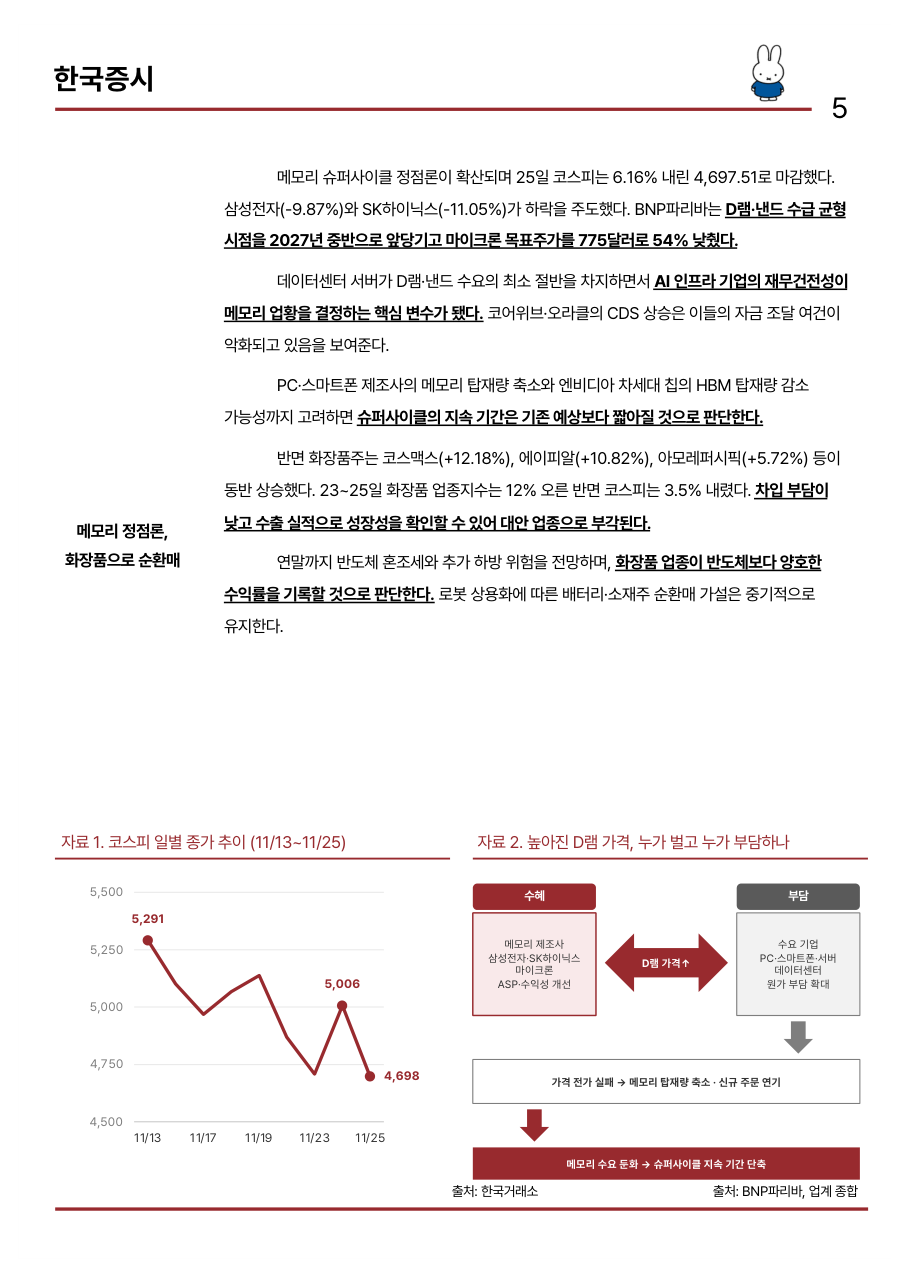 한국증시
5
메모리 슈퍼사이클 정점론이 확산되며 25일 코스피는 6.16% 내린 4,697.51로 마감했다.
삼성전자(-9.87%)와 SK하이닉스(-11.05%)가 하락을 주도했다. BNP파리바는 D램·낸드 수급 균형
시점을 2027년 중반으로 앞당기고 마이크론 목표주가를 775달러로 54% 낮췄다.
데이터센터 서버가 D램·낸드 수요의 최소 절반을 차지하면서 AI 인프라 기업의 재무건전성이
메모리 업황을 결정하는 핵심 변수가 됐다. 코어위브·오라클의 CDS 상승은 이들의 자금 조달 여건이
악화되고 있음을 보여준다.
PC·스마트폰 제조사의 메모리 탑재량 축소와 엔비디아 차세대 칩의 HBM 탑재량 감소
가능성까지 고려하면 슈퍼사이클의 지속 기간은 기존 예상보다 짧아질 것으로 판단한다.
반면 화장품주는 코스맥스(+12.18%), 에이피알(+10.82%), 아모레퍼시픽(+5.72%) 등이
동반 상승했다. 23~25일 화장품 업종지수는 12% 오른 반면 코스피는 3.5% 내렸다. 차입 부담이
낮고 수출 실적으로 성장성을 확인할 수 있어 대안 업종으로 부각된다.
메모리 정점론,
화장품으로 순환매
연말까지 반도체 혼조세와 추가 하방 위험을 전망하며, 화장품 업종이 반도체보다 양호한
수익률을 기록할 것으로 판단한다. 로봇 상용화에 따른 배터리·소재주 순환매 가설은 중기적으로
유지한다.
자료 1. 코스피 일별 종가 추이 (11/13~11/25)
5,500
5,250
5,000
4,750
4,500
5,291
5,006
4,698
11/13
11/17
11/19
11/23
11/25
자료 2. 높아진 D램 가격, 누가 벌고 누가 부담하나
수혜
메모리 제조사
삼성전자·SK하이닉스
마이크론
ASP·수익성 개선
D램 가격↑
부담
수요 기업
PC·스마트폰·서버
데이터센터
원가 부담 확대
가격 전가 실패 → 메모리 탑재량 축소 · 신규 주문 연기
메모리 수요 둔화 → 슈퍼사이클 지속 기간 단축
출처: 한국거래소
출처: BNP파리바, 업계 종합